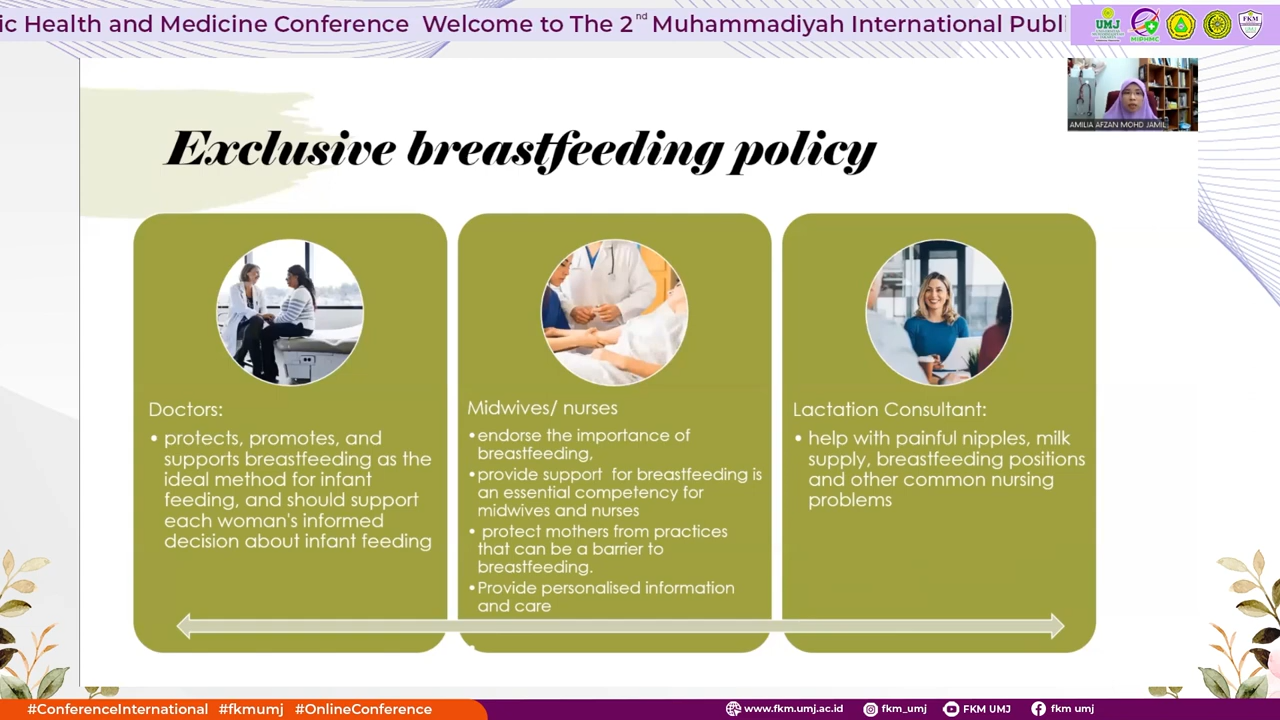 ic Health and Medicine Conference Welcome to The 2nd Muhammadiyah International Publi
UMJ
MIPHMC
FKM
AMILIA AFZAN MOHD JAMIL
Exclusive breastfeeding policy
Doctors:
• protects, promotes, and
supports breastfeeding as the
ideal method for infant
feeding, and should support
each woman's informed
decision about infant feeding
Midwives/ nurses
•endorse the importance of
breastfeeding,
•provide support for breastfeeding is
an essential competency for
midwives and nurses
• protect mothers from practices
that can be a barrier to
breastfeeding.
•Provide personalised information
and care
Lactation Consultant:
• help with painful nipples, milk
supply, breastfeeding positions
and other common nursing
problems
#ConferenceInternational #fkmumj #OnlineConference
www.fkm.umj.ac.id fkm_umj FKM UMJ fkm umj